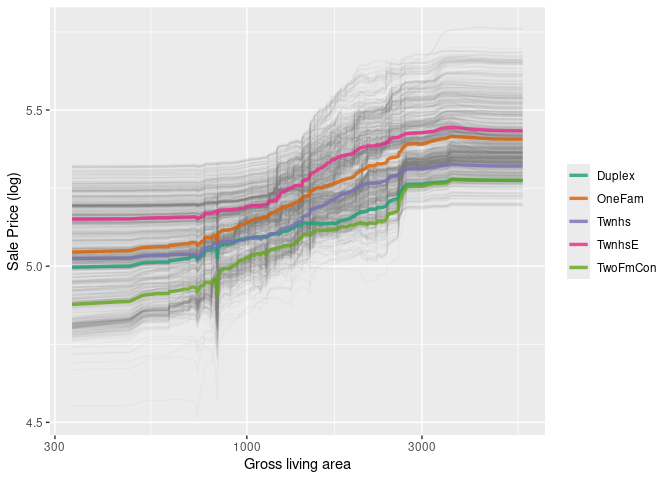 5.5
5.0
4.5
Sale Price (log)
300
1000
3000
Gross living area
Duplex
OneFam
Twnhs
TwnhsE
TwoFmCon